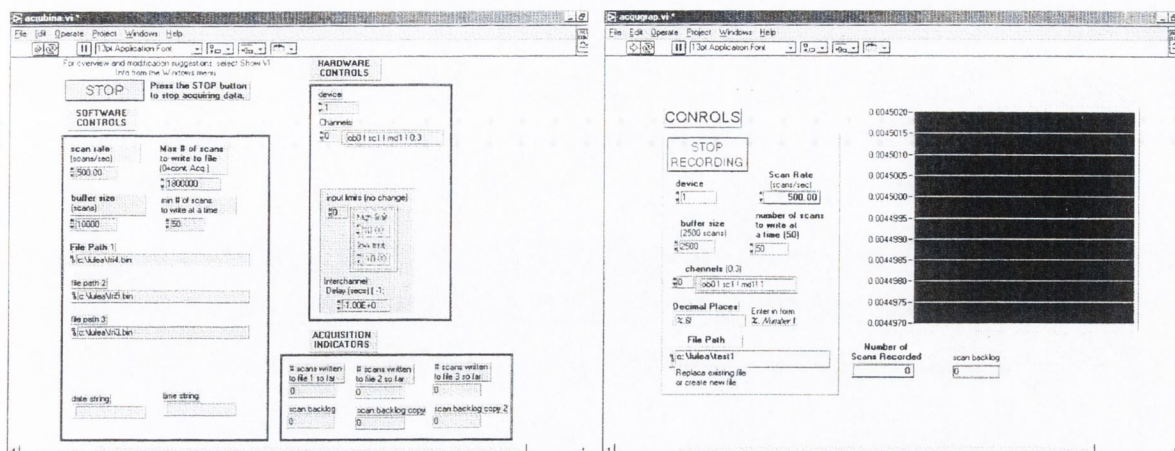 acqbina.vi *
File Edit Operate Project Windows Help
13pt Application Font
For overview and modification suggestions, select Show VI
Info from the Windows menu
STOP
Press the STOP button
to stop acquiring data.
SOFTWARE
CONTROLS
scan rate
(scans/sec)
500.00
Max # of scans
to write to file
(0=cont. Acq.)
1800000
buffer size
(scans)
10000
min # of scans
to write at a time
50
File Path 1
file path 2
file path 3
date string
time string
HARDWARE
CONTROLS
device
1
Channels
0
ob0!sc1!md1!0:3
input limits (no change)
0
high limit
low limit
Interchannel
Delay (secs) [ -1:
-1.00E+0
ACQUISITION
INDICATORS
# scans written
to file 1 so far
0
# scans written
to file 2 so far
0
# scans written
to file 3 so far
0
scan backlog
0
scan backlog copy
0
scan backlog copy 2
0
acqugrap.vi *
File Edit Operate Project Windows Help
13pt Application Font
CONROLS
STOP
RECORDING
device
1
Scan Rate
(scans/sec)
500.00
buffer size
(2500 scans)
2500
number of scans
to write at
a time (50)
50
channels (0:3)
0
ob0!sc1!md1!1
Decimal Places
Enter in form
%. Number f
File Path
c:\lulea\test1
Replace existing file
or create new file
0.0045020
0.0045015
0.0045010
0.0045005
0.0045000
0.0044995
0.0044990
0.0044985
0.0044980
0.0044975
0.0044970
Number of
Scans Recorded
0
scan backlog
0